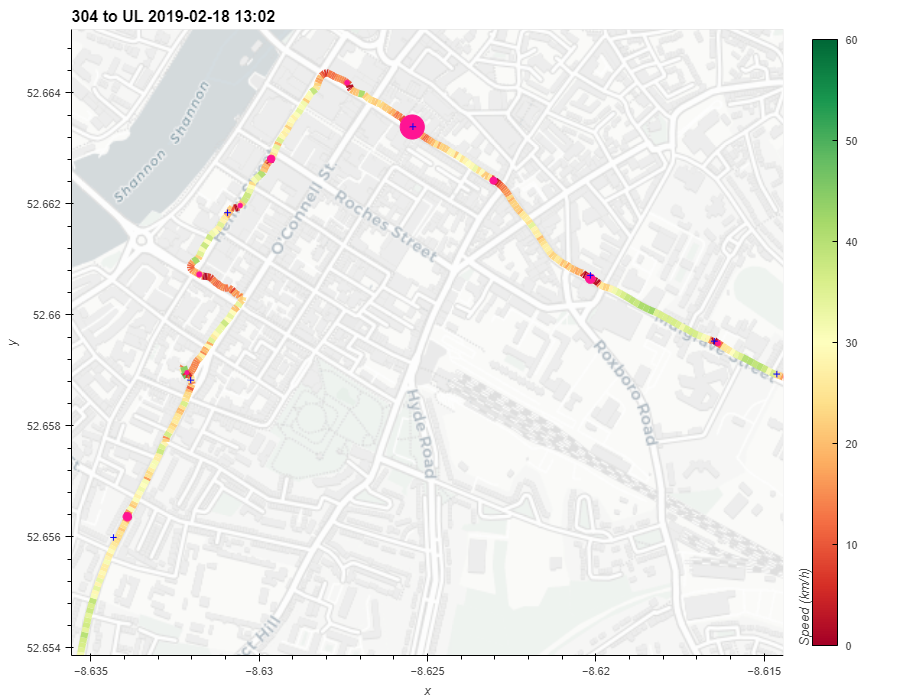 304 to UL 2019-02-18 13:02
60
50
40
30
20
10
0
Speed (km/h)
52.664
52.662
52.66
52.658
52.656
52.654
y
−8.635
−8.63
−8.625
−8.62
−8.615
x
Shannon
Shannon
O'Connell St.
Roches Street
Hyde Road
Roxboro Road